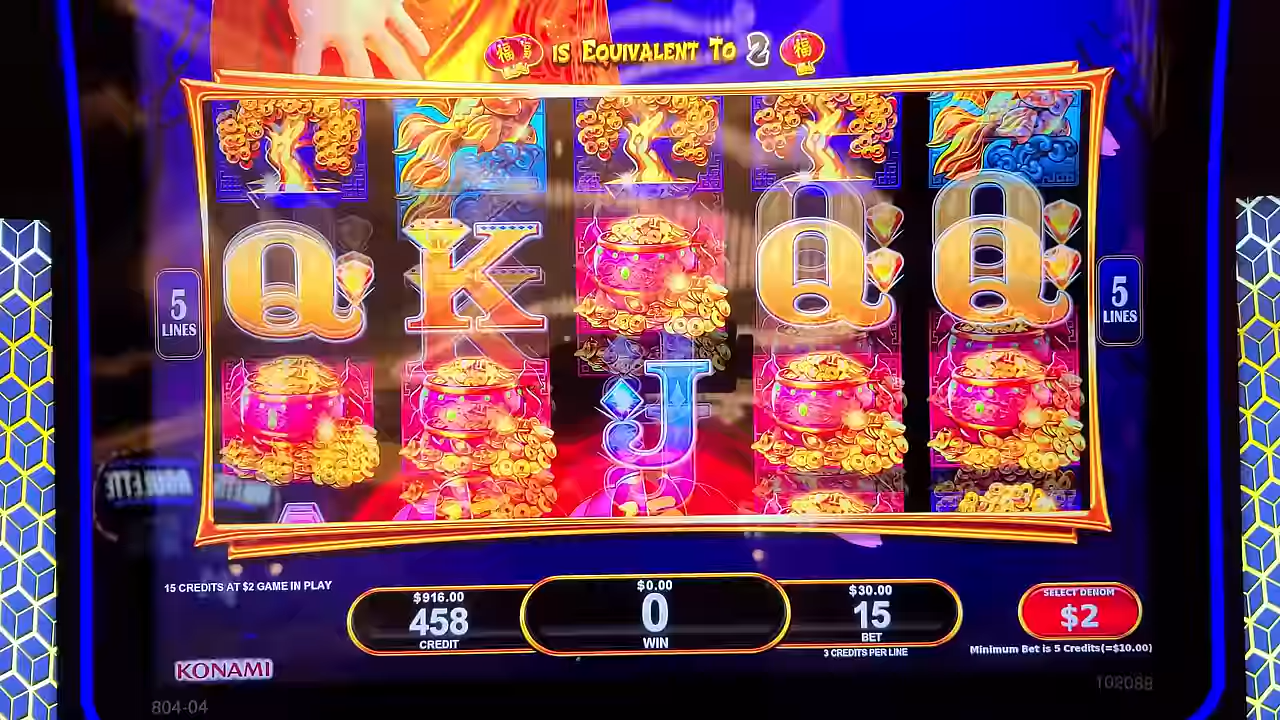 福 IS EQUIVALENT TO 2 福
Q K Q Q
5
LINES
5
LINES
J
15 CREDITS AT $2 GAME IN PLAY
$916.00
458
CREDIT
$0.00
0
WIN
$30.00
15
BET
3 CREDITS PER LINE
SELECT DENOM
$2
Minimum Bet is 5 Credits(=$10.00)
KONAMI
102088
804-04